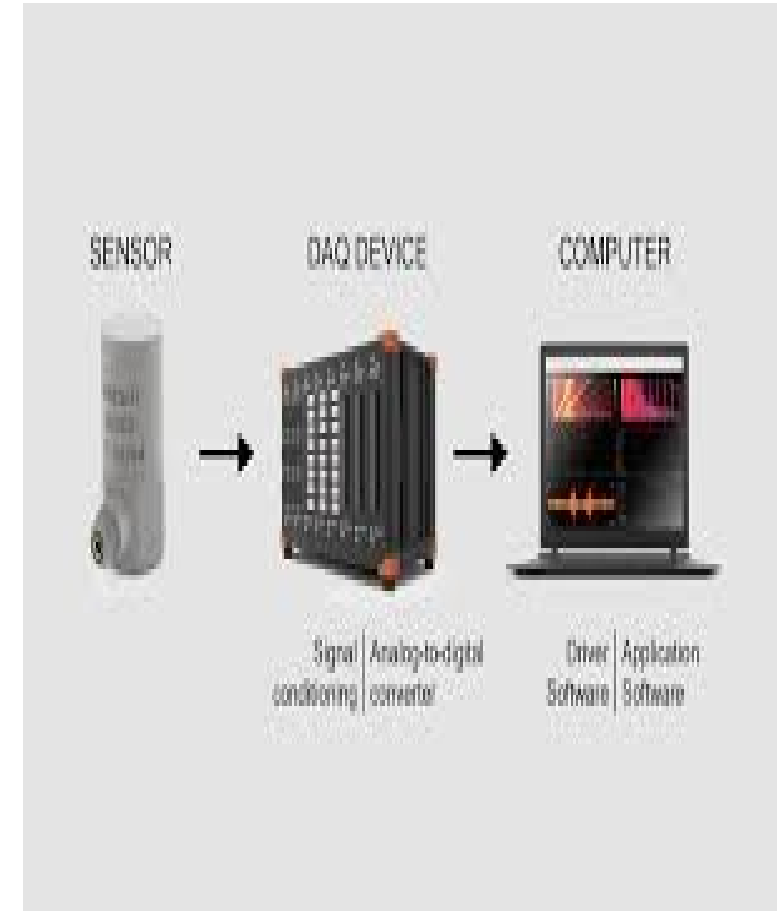 SENSOR
DAQ DEVICE
COMPUTER
Signal | Analog-to-digital
conditioning | converter
Driver | Application
Software | Software